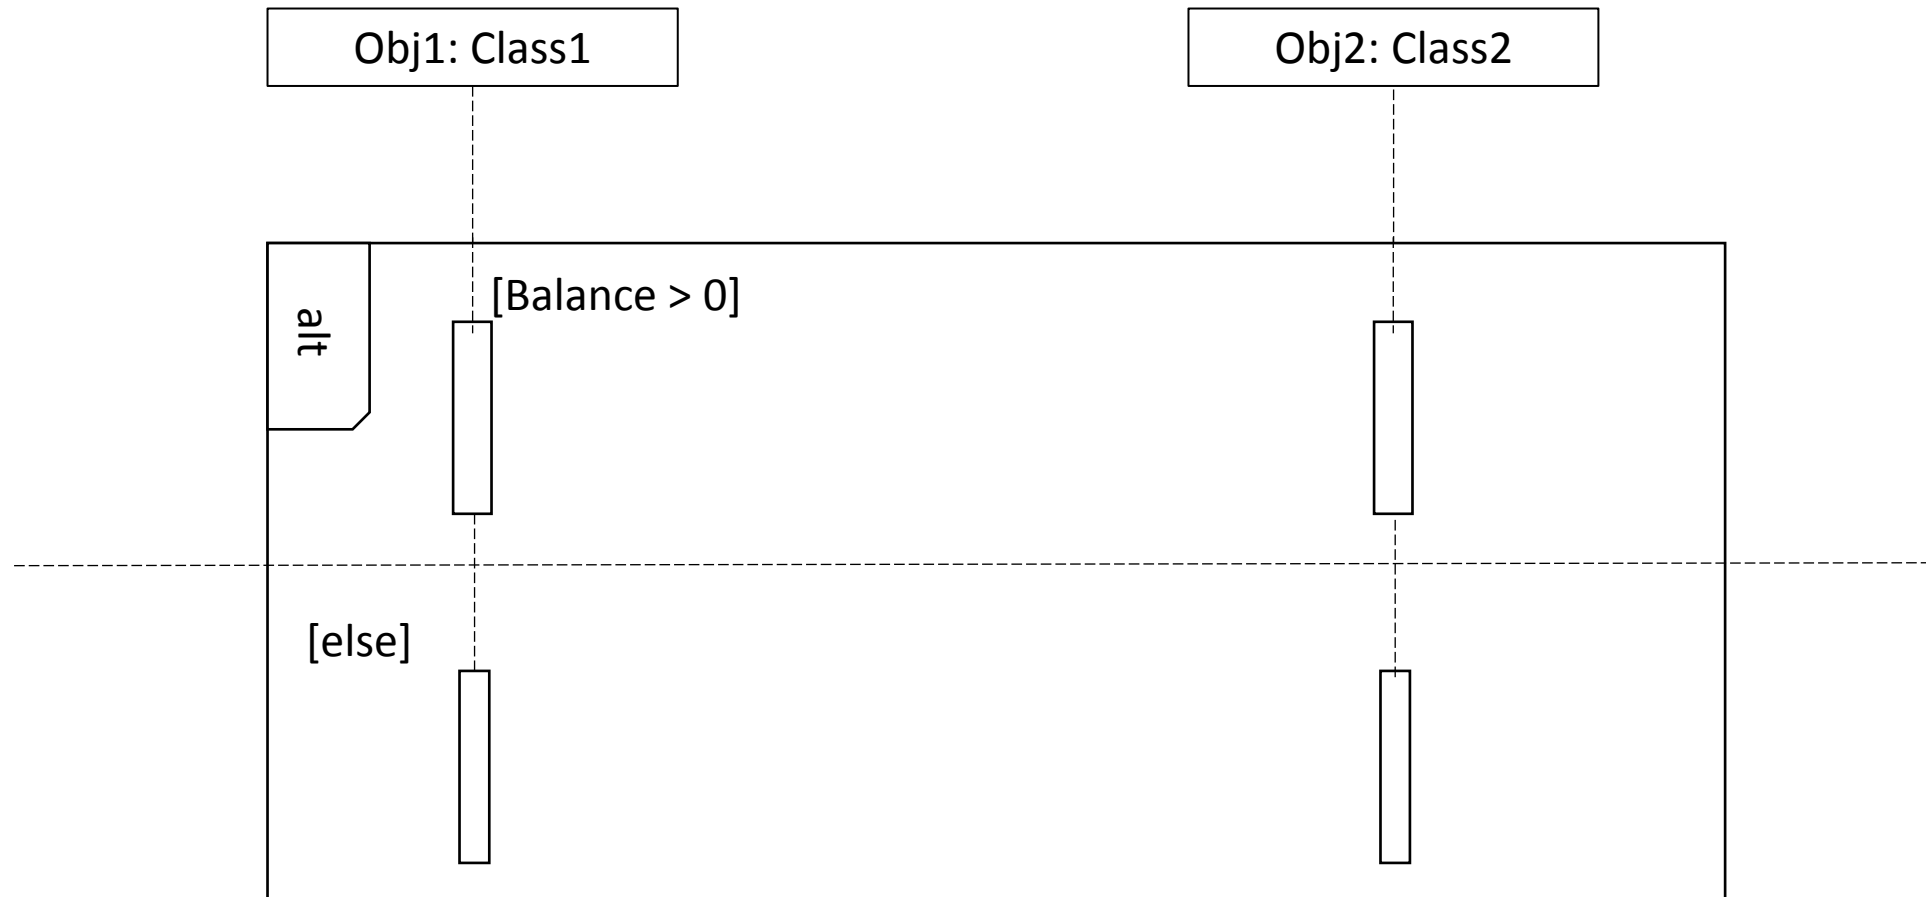 Obj1: Class1
Obj2: Class2
[Balance > 0]
alt
[else]